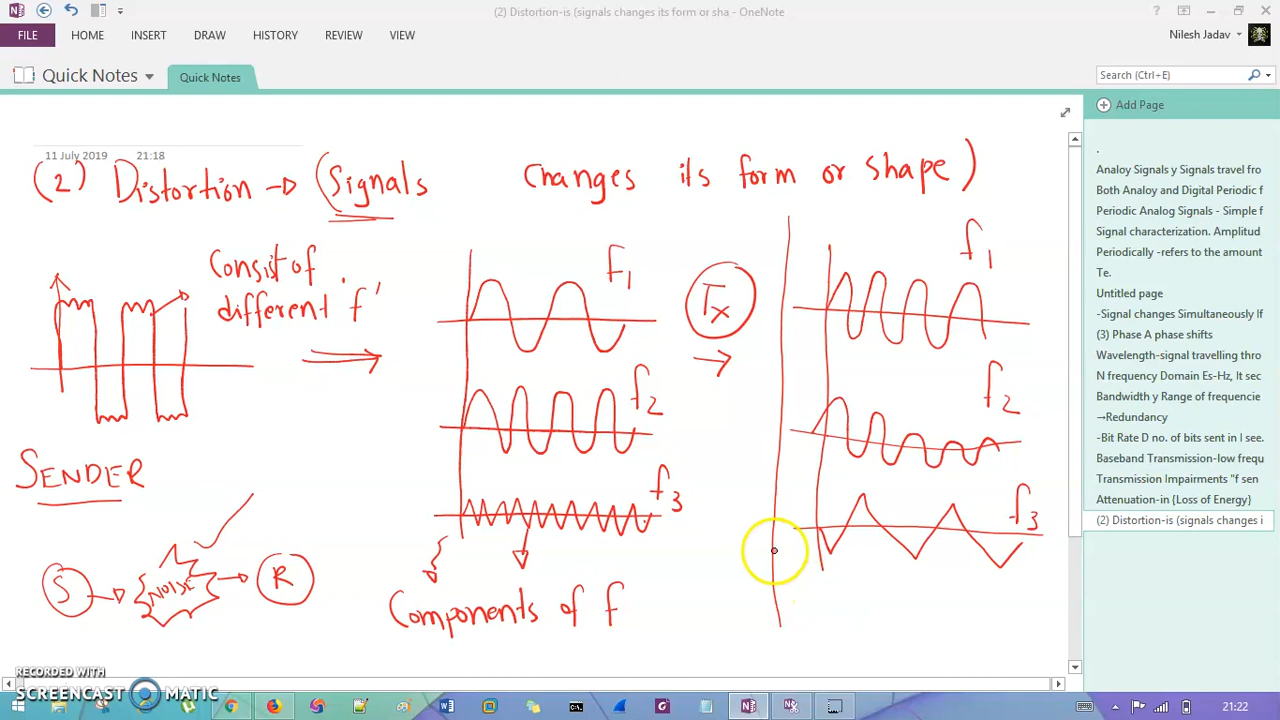 (2) Distortion-is (signals changes its form or sha - OneNote
FILE HOME INSERT DRAW HISTORY REVIEW VIEW
Nilesh Jadav
Quick Notes
Quick Notes
Search (Ctrl+E)
Add Page
11 July 2019 21:18
(2) Distortion → (Signals changes its form or shape)
Consist of
different 'f'
SENDER
S
NOISE
R
F1
f2
f3
Components of f
Tx
f1
f2
f3
.
Analoy Signals y Signals travel fro
Both Analoy and Digital Periodic f
Periodic Analog Signals - Simple f
Signal characterization. Amplitud
Periodically -refers to the amount
Te.
Untitled page
-Signal changes Simultaneously If
(3) Phase A phase shifts
Wavelength-signal travelling thro
N frequency Domain Es-Hz, It sec
Bandwidth y Range of frequencie
→Redundancy
-Bit Rate D no. of bits sent in I see.
Baseband Transmission-low frequ
Transmission Impairments "f sen
Attenuation-in {Loss of Energy}
(2) Distortion-is (signals changes i
RECORDED WITH
SCREENCAST MATIC
21:22